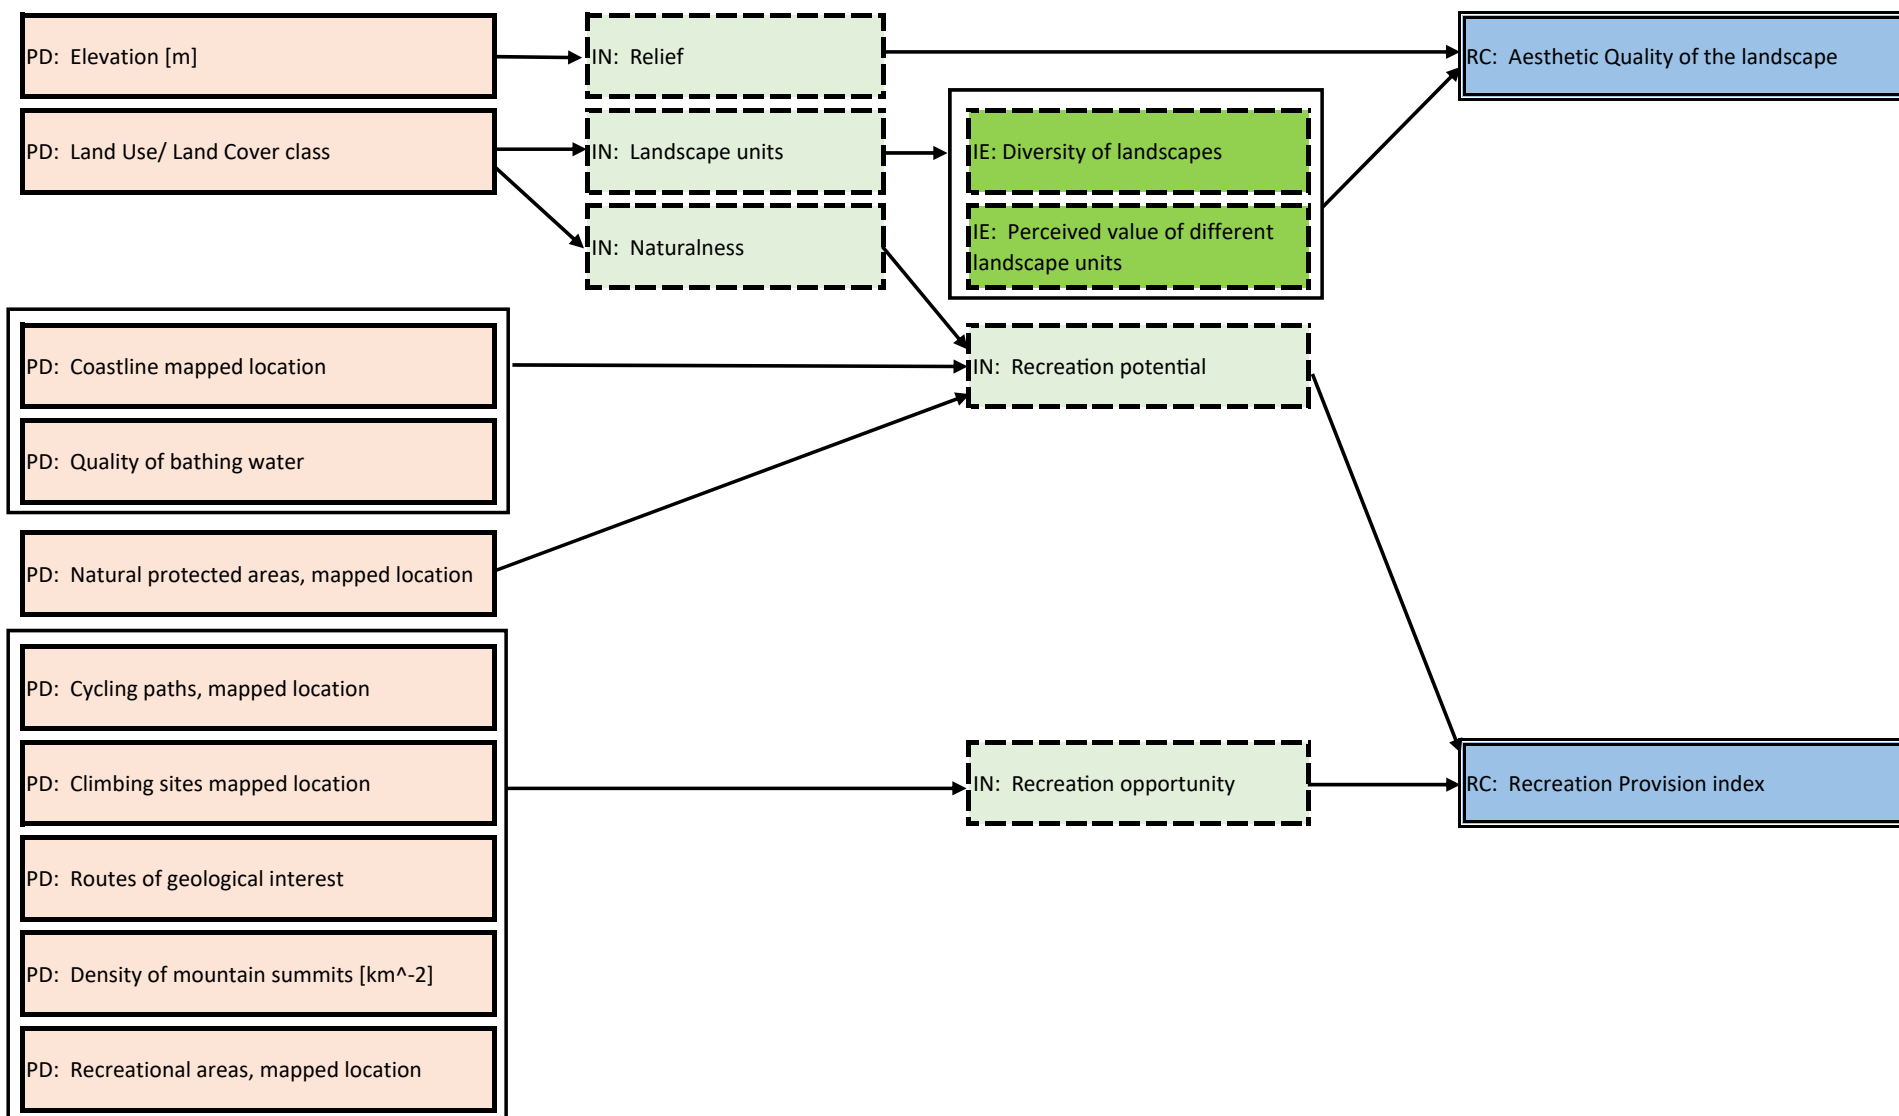 PD: Elevation [m]
IN: Relief
RC: Aesthetic Quality of the landscape
PD: Land Use/ Land Cover class
IN: Landscape units
IE: Diversity of landscapes
IN: Naturalness
IE: Perceived value of different
landscape units
PD: Coastline mapped location
IN: Recreation potential
PD: Quality of bathing water
PD: Natural protected areas, mapped location
PD: Cycling paths, mapped location
PD: Climbing sites mapped location
IN: Recreation opportunity
RC: Recreation Provision index
PD: Routes of geological interest
PD: Density of mountain summits [km^-2]
PD: Recreational areas, mapped location